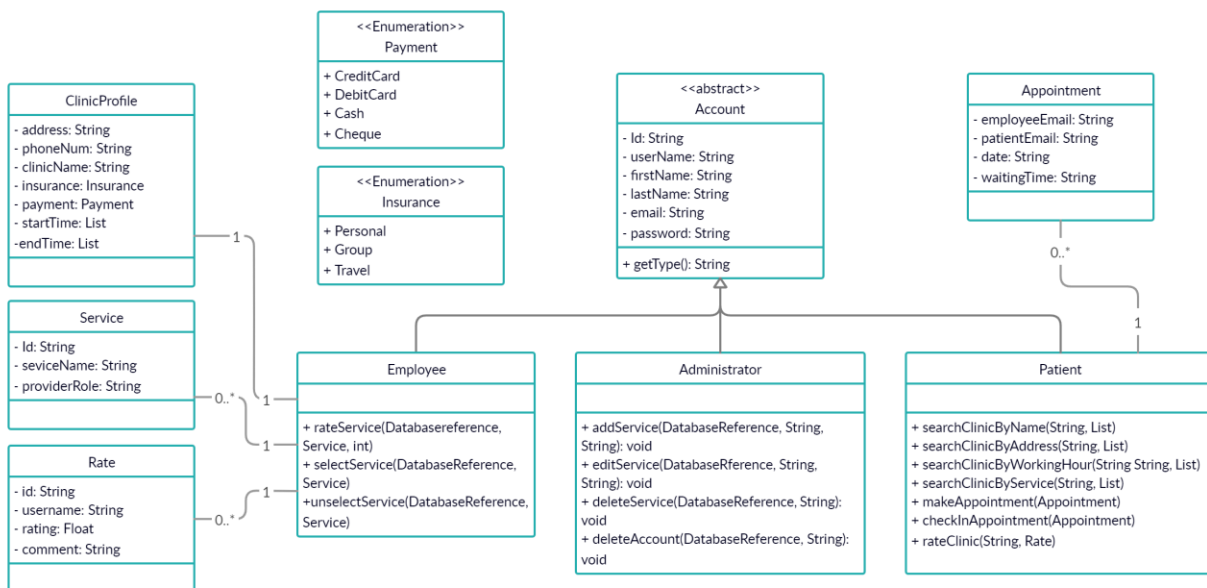 <<Enumeration>>
Payment
+ CreditCard
+ DebitCard
+ Cash
+ Cheque
ClinicProfile
- address: String
- phoneNum: String
- clinicName: String
- insurance: Insurance
- payment: Payment
- startTime: List
-endTime: List
<<Enumeration>>
Insurance
+ Personal
+ Group
+ Travel
<<abstract>>
Account
- Id: String
- userName: String
- firstName: String
- lastName: String
- email: String
- password: String
+ getType(): String
Appointment
- employeeEmail: String
- patientEmail: String
- date: String
- waitingTime: String
1
1
0..*
1
Service
- Id: String
- seviceName: String
- providerRole: String
0..*
1
Rate
- id: String
- username: String
- rating: Float
- comment: String
0..*
1
Employee
+ rateService(Databasereference,
Service, int)
+ selectService(DatabaseReference,
Service)
+unselectService(DatabaseReference,
Service)
Administrator
+ addService(DatabaseReference, String,
String): void
+ editService(DatabaseRference, String,
String): void
+ deleteService(DatabaseReference, String):
void
+ deleteAccount(DatabaseReference, String):
void
Patient
+ searchClinicByName(String, List)
+ searchClinicByAddress(String, List)
+ searchClinicByWorkingHour(String String, List)
+ searchClinicByService(String, List)
+ makeAppointment(Appointment)
+ checkInAppointment(Appointment)
+ rateClinic(String, Rate)